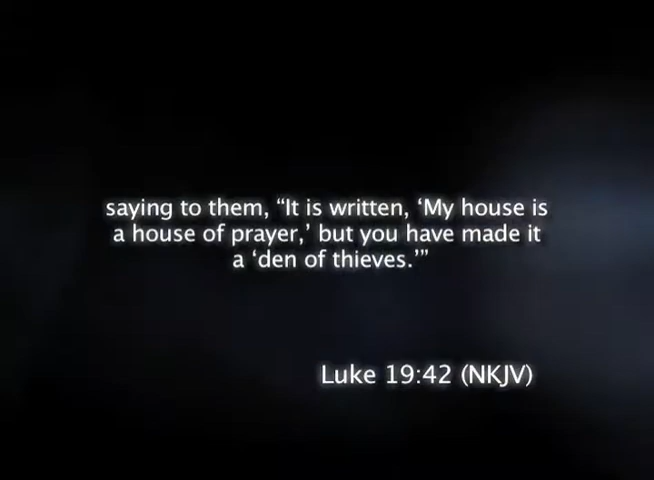 saying to them, “It is written, ‘My house is
a house of prayer,’ but you have made it
a ‘den of thieves.’”
Luke 19:42 (NKJV)